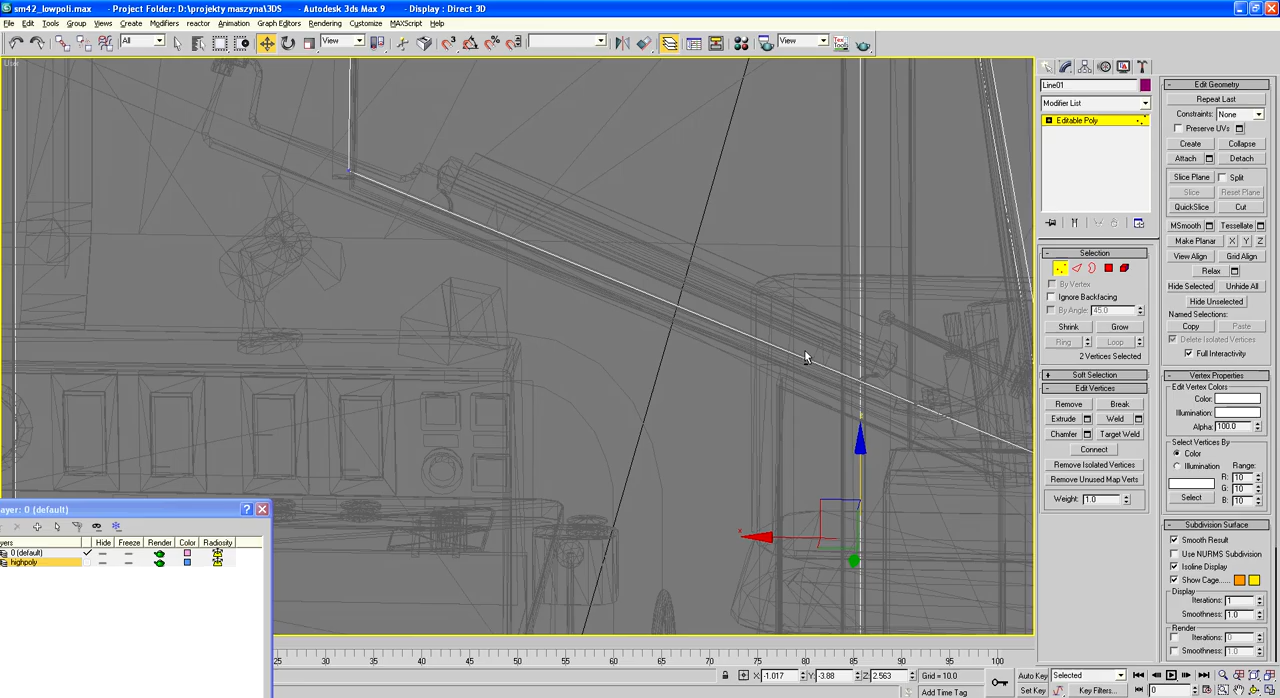 sm42_lowpoli.max - Project Folder: D:\projekty maszyna\3DS - Autodesk 3ds Max 9 - Display : Direct 3D
File Edit Tools Group Views Create Modifiers reactor Animation Graph Editors Rendering Customize MAXScript Help
All View View
User
Line01
Modifier List
Editable Poly
Selection
By Vertex
Ignore Backfacing
By Angle: 45.0
Shrink Grow
Ring Loop
2 Vertices Selected
Soft Selection
Edit Vertices
Remove Break
Extrude Weld
Chamfer Target Weld
Connect
Remove Isolated Vertices
Remove Unused Map Verts
Weight: 1.0
Edit Geometry
Repeat Last
Constraints: None
Preserve UVs
Create Collapse
Attach Detach
Slice Plane Split
Slice Reset Plane
QuickSlice Cut
MSmooth Tessellate
Make Planar X Y Z
View Align Grid Align
Relax
Hide Selected Unhide All
Hide Unselected
Named Selections:
Copy Paste
Delete Isolated Vertices
Full Interactivity
Vertex Properties
Edit Vertex Colors
Color:
Illumination:
Alpha: 100.0
Select Vertices By
Color Range:
Illumination R: 10
G: 10
Select B: 10
Subdivision Surface
Smooth Result
Use NURMS Subdivision
Isoline Display
Show Cage......
Display
Iterations: 1
Smoothness: 1.0
Render
Iterations: 0
Smoothness: 1.0
x
ayer: 0 (default)
ayers Hide Freeze Render Color Radiosity
0 (default)
highpoly
25 30 35 40 45 50 55 60 65 70 75 80 85 90 95 100
X: -1.017 Y: -3.88 Z: 2.563 Grid = 10.0 Auto Key Selected
Add Time Tag Set Key Key Filters...